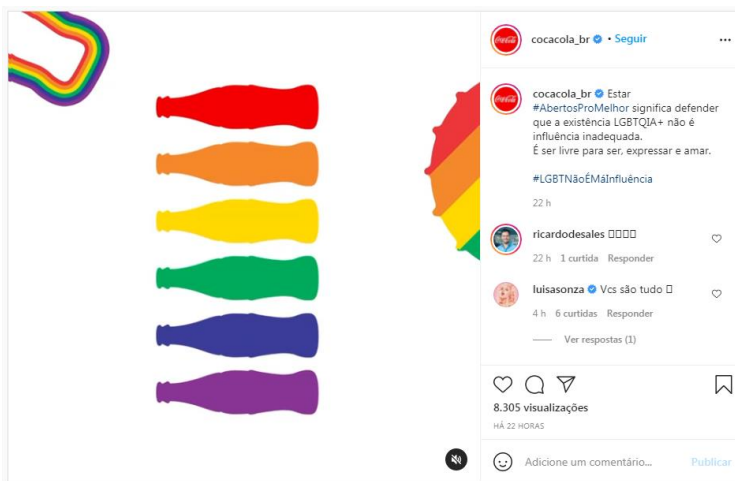 cocacola_br • Seguir
cocacola_br Estar
#AbertosProMelhor significa defender
que a existência LGBTQIA+ não é
influência inadequada.
É ser livre para ser, expressar e amar.
#LGBTNãoÉMáInfluência
22 h
ricardodesales
22 h 1 curtida Responder
luisasonza Vcs são tudo
4 h 6 curtidas Responder
Ver respostas (1)
8.305 visualizações
HÁ 22 HORAS
Adicione um comentário... Publicar